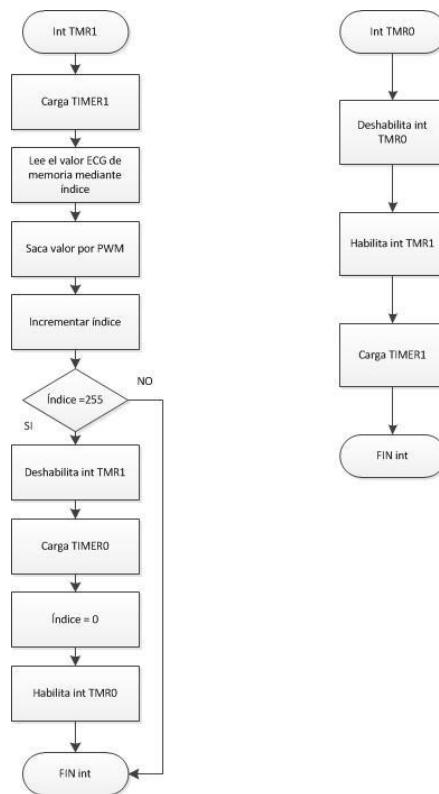 Int TMR1
Carga TIMER1
Lee el valor ECG de
memoria mediante
índice
Saca valor por PWM
Incrementar índice
Índice =255
NO
SI
Deshabilita int TMR1
Carga TIMER0
Índice = 0
Habilita int TMR0
FIN int
Int TMR0
Deshabilita int
TMR0
Habilita int TMR1
Carga TIMER1
FIN int